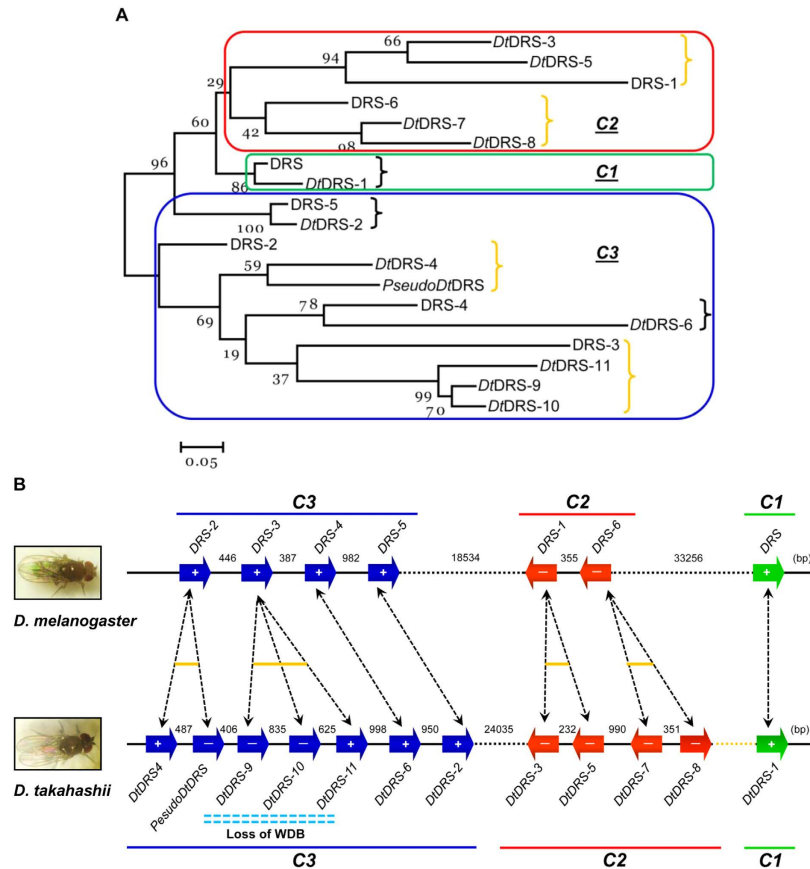 A
DtDRS-3
66
DtDRS-5
94
DRS-1
29
DRS-6
DtDRS-7
42
C2
98
DtDRS-8
60
DRS
C1
96
86
DtDRS-1
DRS-5
100
DtDRS-2
DRS-2
C3
59
DtDRS-4
PseudoDtDRS
78
DRS-4
69
DtDRS-6
19
DRS-3
37
DtDRS-11
99
DtDRS-9
70
DtDRS-10
0.05
B
C3
C2
C1
DRS-2
DRS-3
DRS-4
DRS-5
DRS-1
DRS-6
DRS
446
387
982
18534
355
33256
(bp)
+
+
+
+
−
−
+
D. melanogaster
487
406
835
625
998
950
24035
232
990
351
(bp)
+
−
−
−
+
+
+
−
−
−
−
+
D. takahashii
DtDRS4
PesudoDtDRS
DtDRS-9
DtDRS-10
DtDRS-11
DtDRS-6
DtDRS-2
DtDRS-3
DtDRS-5
DtDRS-7
DtDRS-8
DtDRS-1
Loss of WDB
C3
C2
C1